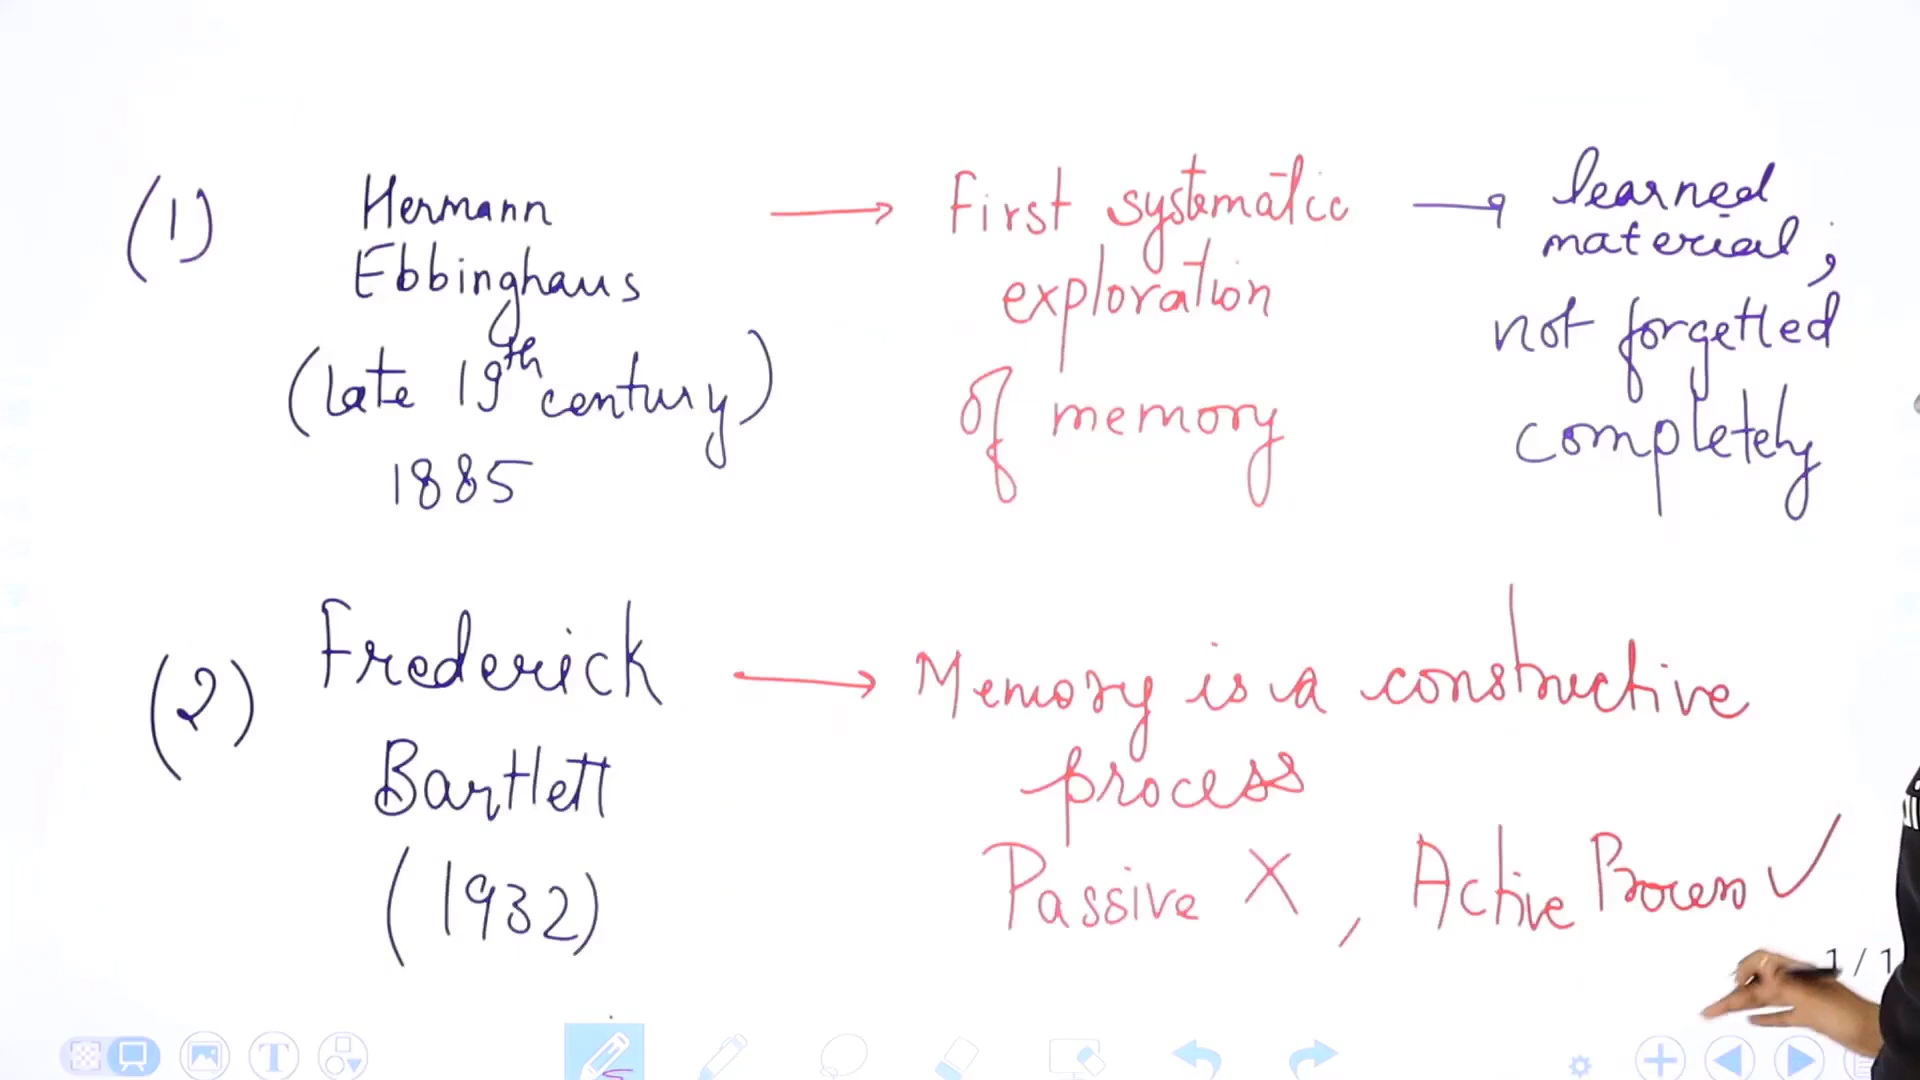 (1) Hermann → First systematic → learned
Ebbinghaus exploration material;
(late 19th century) of memory not forgetted
1885 completely
(2) Frederick → Memory is a constructive
Bartlett process
(1932) Passive X, Active Process ✓
1/1
T